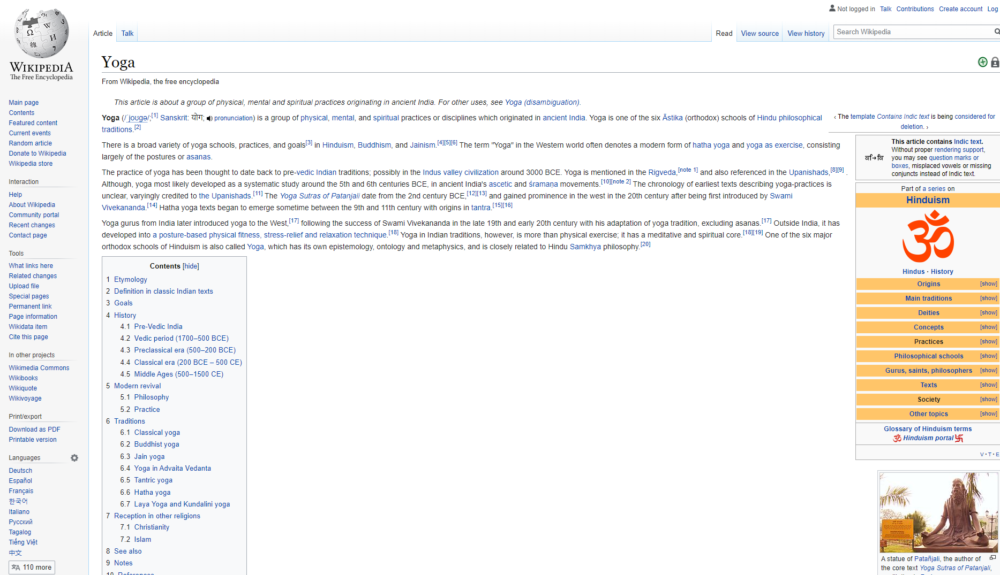 Not logged in Talk Contributions Create account Log
WIKIPEDIA
The Free Encyclopedia
Article Talk
Read View source View history
Search Wikipedia
Main page
Contents
Featured content
Current events
Random article
Donate to Wikipedia
Wikipedia store
Interaction
Help
About Wikipedia
Community portal
Recent changes
Contact page
Tools
What links here
Related changes
Upload file
Special pages
Permanent link
Page information
Wikidata item
Cite this page
In other projects
Wikimedia Commons
Wikibooks
Wikiquote
Wikivoyage
Print/export
Download as PDF
Printable version
Languages
Deutsch
Español
Français
한국어
Italiano
Русский
Tagalog
Tiếng Việt
中文
110 more
Yoga
From Wikipedia, the free encyclopedia
This article is about a group of physical, mental and spiritual practices originating in ancient India. For other uses, see Yoga (disambiguation).
Yoga (/ˈjoʊɡə/;[1] Sanskrit: योग; pronunciation) is a group of physical, mental, and spiritual practices or disciplines which originated in ancient India. Yoga is one of the six Āstika (orthodox) schools of Hindu philosophical
traditions.[2]
There is a broad variety of yoga schools, practices, and goals[3] in Hinduism, Buddhism, and Jainism.[4][5][6] The term "Yoga" in the Western world often denotes a modern form of hatha yoga and yoga as exercise, consisting
largely of the postures or asanas.
The practice of yoga has been thought to date back to pre-vedic Indian traditions; possibly in the Indus valley civilization around 3000 BCE. Yoga is mentioned in the Rigveda,[note 1] and also referenced in the Upanishads,[8][9] .
Although, yoga most likely developed as a systematic study around the 5th and 6th centuries BCE, in ancient India's ascetic and śramaṇa movements.[10][note 2] The chronology of earliest texts describing yoga-practices is
unclear, varyingly credited to the Upanishads.[11] The Yoga Sutras of Patanjali date from the 2nd century BCE,[12][13] and gained prominence in the west in the 20th century after being first introduced by Swami
Vivekananda.[14] Hatha yoga texts began to emerge sometime between the 9th and 11th century with origins in tantra.[15][16]
Yoga gurus from India later introduced yoga to the West,[17] following the success of Swami Vivekananda in the late 19th and early 20th century with his adaptation of yoga tradition, excluding asanas.[17] Outside India, it has
developed into a posture-based physical fitness, stress-relief and relaxation technique.[18] Yoga in Indian traditions, however, is more than physical exercise; it has a meditative and spiritual core.[18][19] One of the six major
orthodox schools of Hinduism is also called Yoga, which has its own epistemology, ontology and metaphysics, and is closely related to Hindu Samkhya philosophy.[20]
Contents [hide]
1 Etymology
2 Definition in classic Indian texts
3 Goals
4 History
4.1 Pre-Vedic India
4.2 Vedic period (1700–500 BCE)
4.3 Preclassical era (500–200 BCE)
4.4 Classical era (200 BCE – 500 CE)
4.5 Middle Ages (500–1500 CE)
5 Modern revival
5.1 Philosophy
5.2 Practice
6 Traditions
6.1 Classical yoga
6.2 Buddhist yoga
6.3 Jain yoga
6.4 Yoga in Advaita Vedanta
6.5 Tantric yoga
6.6 Hatha yoga
6.7 Laya Yoga and Kundalini yoga
7 Reception in other religions
7.1 Christianity
7.2 Islam
8 See also
9 Notes
10 References
‹ The template Contains Indic text is being considered for
deletion. ›
This article contains Indic text.
Without proper rendering support,
you may see question marks or
boxes, misplaced vowels or missing
conjuncts instead of Indic text.
Part of a series on
Hinduism
ॐ
Hindus · History
Origins [show]
Main traditions [show]
Deities [show]
Concepts [show]
Practices [show]
Philosophical schools [show]
Gurus, saints, philosophers [show]
Texts [show]
Society [show]
Other topics [show]
Glossary of Hinduism terms
ॐ Hinduism portal 卐
V · T · E
A statue of Patañjali, the author of
the core text Yoga Sutras of Patanjali,